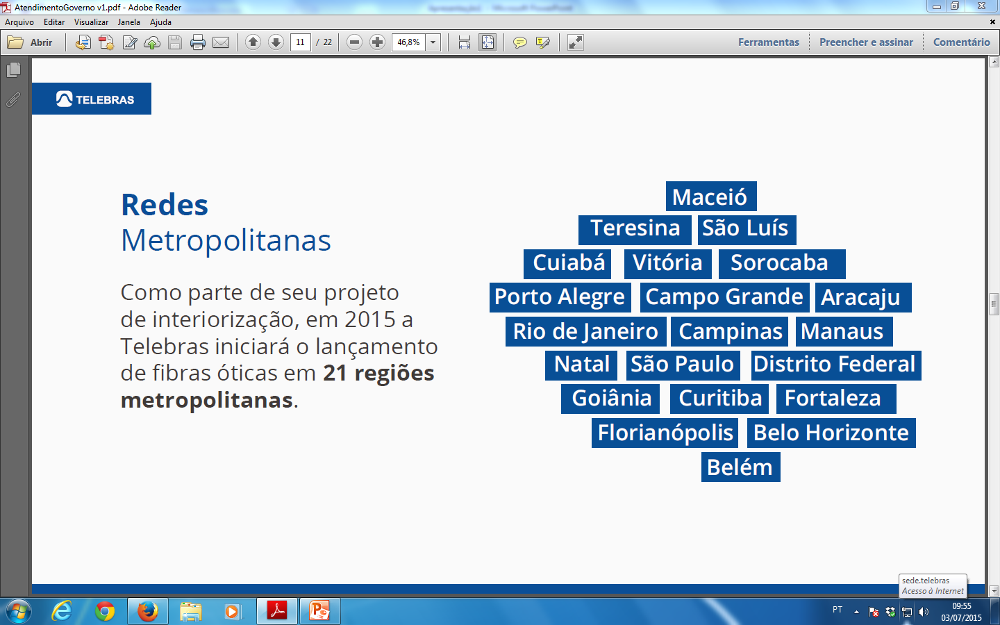 AtendimentoGoverno v1.pdf - Adobe Reader
Arquivo Editar Visualizar Janela Ajuda
Abrir 11 / 22 46,8% Ferramentas Preencher e assinar Comentário
TELEBRAS
Redes
Metropolitanas
Como parte de seu projeto
de interiorização, em 2015 a
Telebras iniciará o lançamento
de fibras óticas em 21 regiões
metropolitanas.
Maceió
Teresina São Luís
Cuiabá Vitória Sorocaba
Porto Alegre Campo Grande Aracaju
Rio de Janeiro Campinas Manaus
Natal São Paulo Distrito Federal
Goiânia Curitiba Fortaleza
Florianópolis Belo Horizonte
Belém
sede.telebras
Acesso à Internet
PT 09:55
03/07/2015